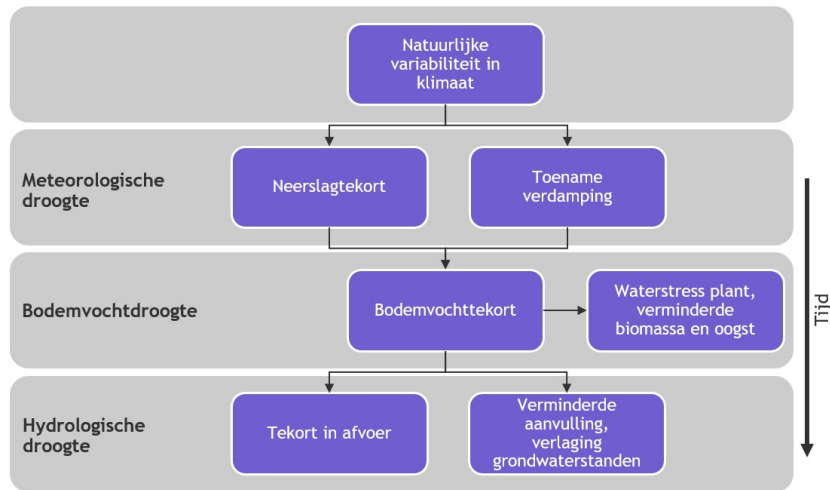 Natuurlijke
variabiliteit in
klimaat
Meteorologische
droogte
Neerslagtekort
Toename
verdamping
Bodemvochtdroogte
Bodemvochttekort
Waterstress plant,
verminderde
biomassa en oogst
Hydrologische
droogte
Tekort in afvoer
Verminderde
aanvulling,
verlaging
grondwaterstanden
Tijd